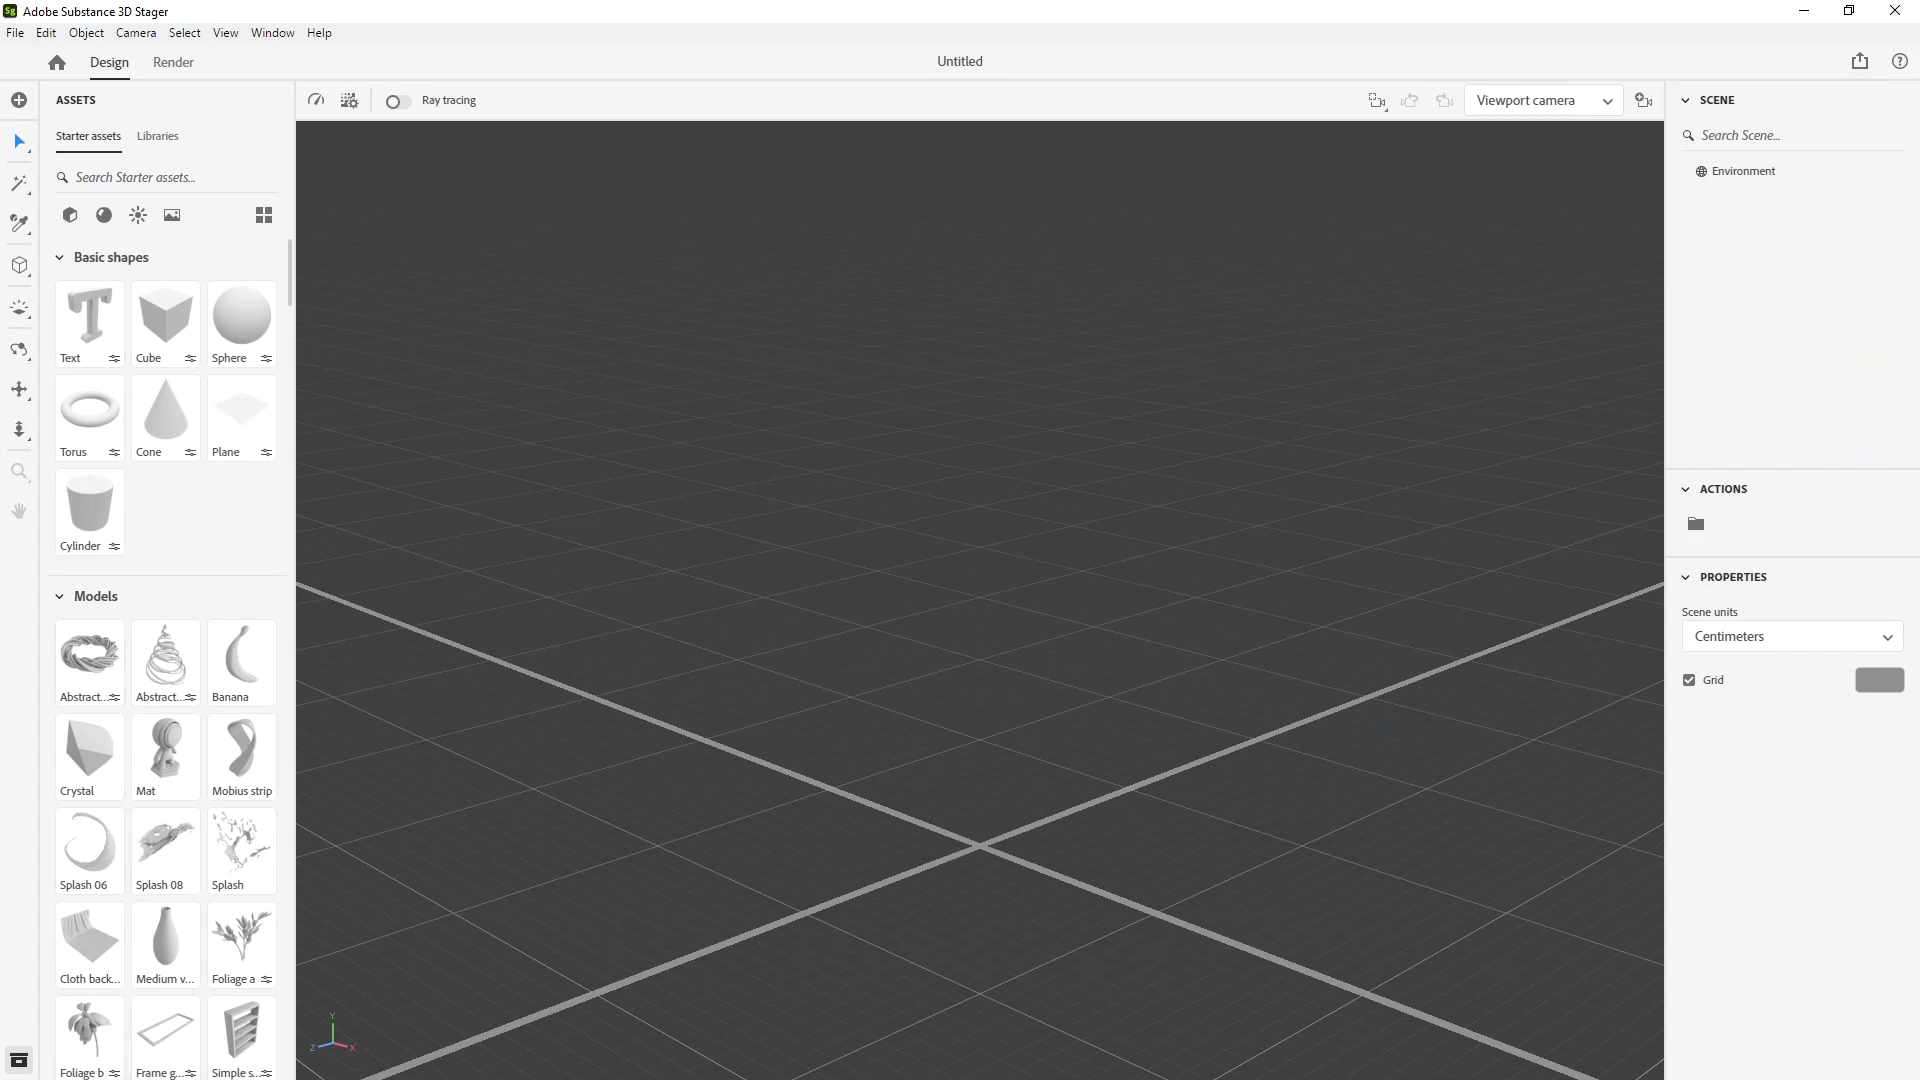 Sg Adobe Substance 3D Stager
File Edit Object Camera Select View Window Help
Design Render Untitled
ASSETS
Starter assets Libraries
Search Starter assets...
Basic shapes
Text Cube Sphere
Torus Cone Plane
Cylinder
Models
Abstract... Abstract... Banana
Crystal Mat Mobius strip
Splash 06 Splash 08 Splash
Cloth back... Medium v... Foliage a
Foliage b Frame g... Simple s...
Ray tracing
Viewport camera
Y
Z X
SCENE
Search Scene...
Environment
ACTIONS
PROPERTIES
Scene units
Centimeters
Grid